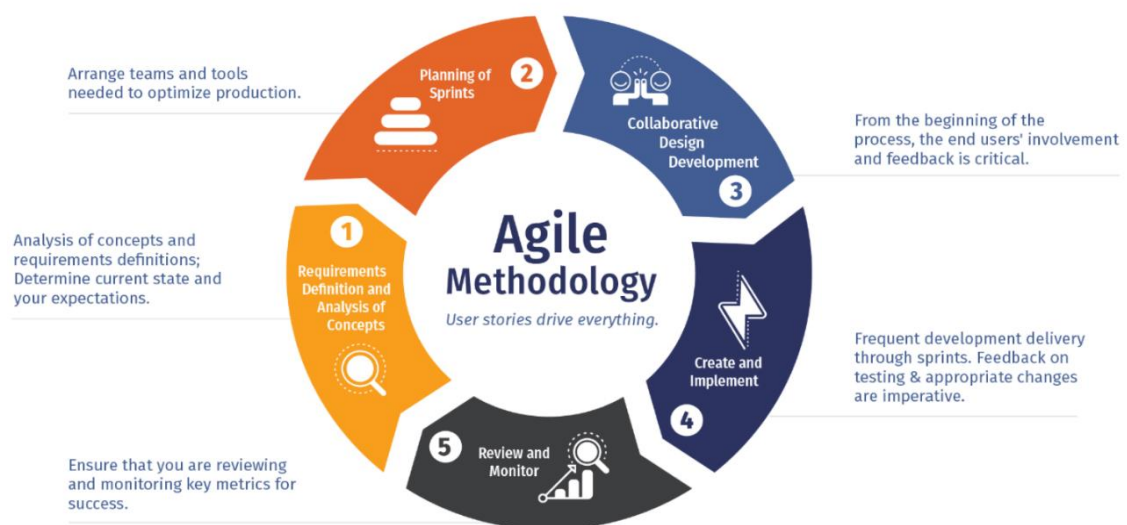 Agile
Methodology
User stories drive everything.
1
Requirements
Definition and
Analysis of
Concepts
Analysis of concepts and
requirements definitions;
Determine current state and
your expectations.
2
Planning of
Sprints
Arrange teams and tools
needed to optimize production.
3
Collaborative
Design
Development
From the beginning of the
process, the end users' involvement
and feedback is critical.
4
Create and
Implement
Frequent development delivery
through sprints. Feedback on
testing & appropriate changes
are imperative.
5
Review and
Monitor
Ensure that you are reviewing
and monitoring key metrics for
success.